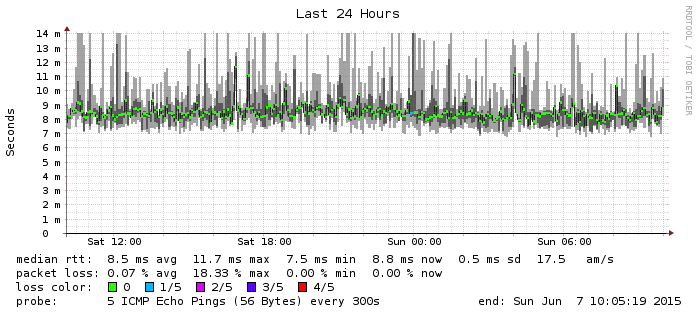 Last 24 Hours
RRDTOOL / TOBI OETIKER
Seconds
14 m
13 m
12 m
11 m
10 m
9 m
8 m
7 m
6 m
5 m
4 m
3 m
2 m
1 m
0
Sat 12:00 Sat 18:00 Sun 00:00 Sun 06:00
median rtt: 8.5 ms avg 11.7 ms max 7.5 ms min 8.8 ms now 0.5 ms sd 17.5 am/s
packet loss: 0.07 % avg 18.33 % max 0.00 % min 0.00 % now
loss color: 0 1/5 2/5 3/5 4/5
probe: 5 ICMP Echo Pings (56 Bytes) every 300s end: Sun Jun 7 10:05:19 2015